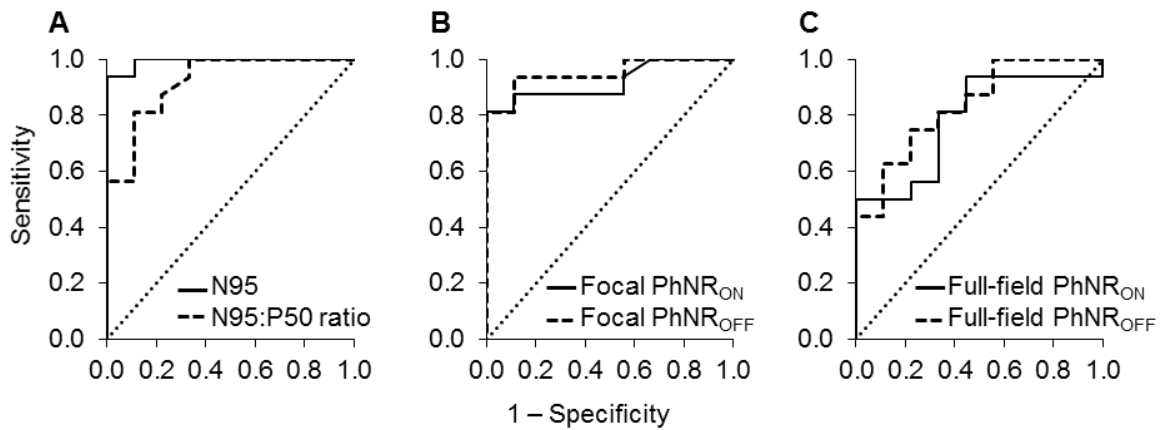 A
B
C
Sensitivity
1.0
0.8
0.6
0.4
0.2
0.0
N95
N95:P50 ratio
0.0 0.2 0.4 0.6 0.8 1.0
1.0
0.8
0.6
0.4
0.2
0.0
Focal PhNRON
Focal PhNROFF
0.0 0.2 0.4 0.6 0.8 1.0
1.0
0.8
0.6
0.4
0.2
0.0
Full-field PhNRON
Full-field PhNROFF
0.0 0.2 0.4 0.6 0.8 1.0
1 – Specificity